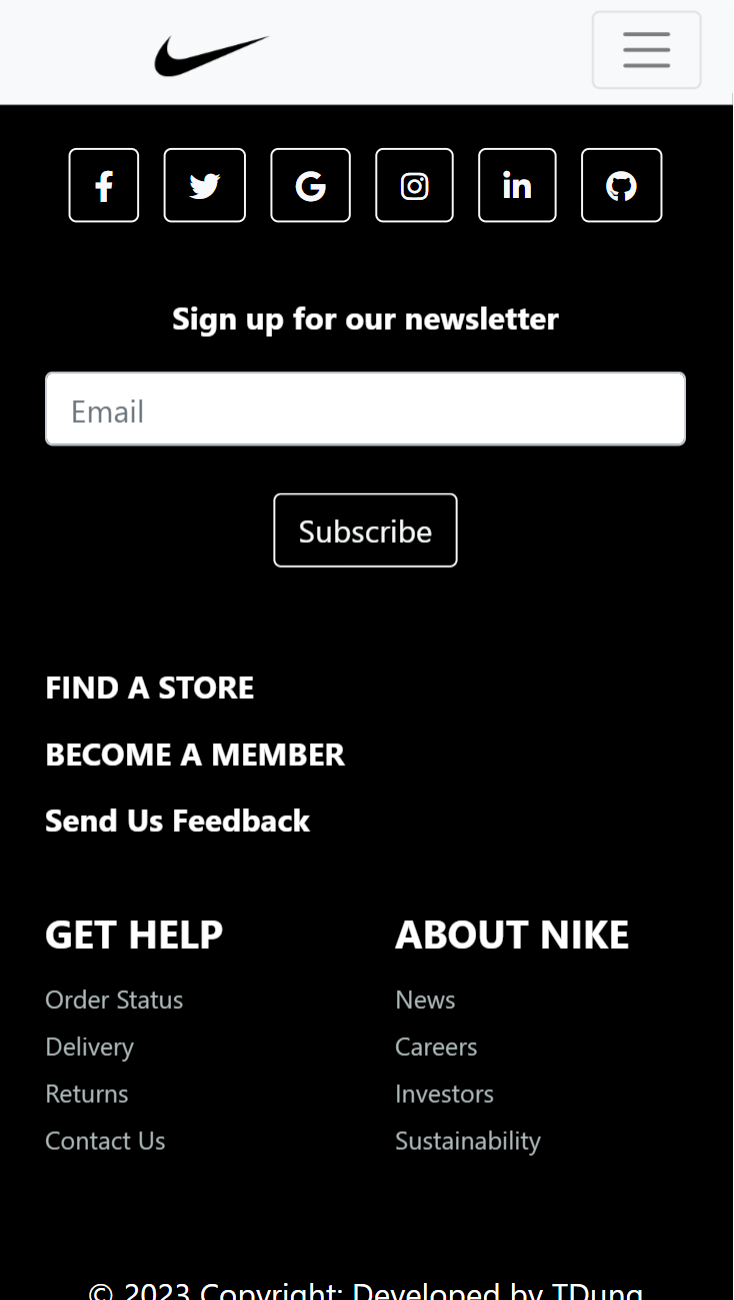 Sign up for our newsletter
Email
Subscribe
FIND A STORE
BECOME A MEMBER
Send Us Feedback
GET HELP
Order Status
Delivery
Returns
Contact Us
ABOUT NIKE
News
Careers
Investors
Sustainability
© 2023 Copyright: Developed by TDung